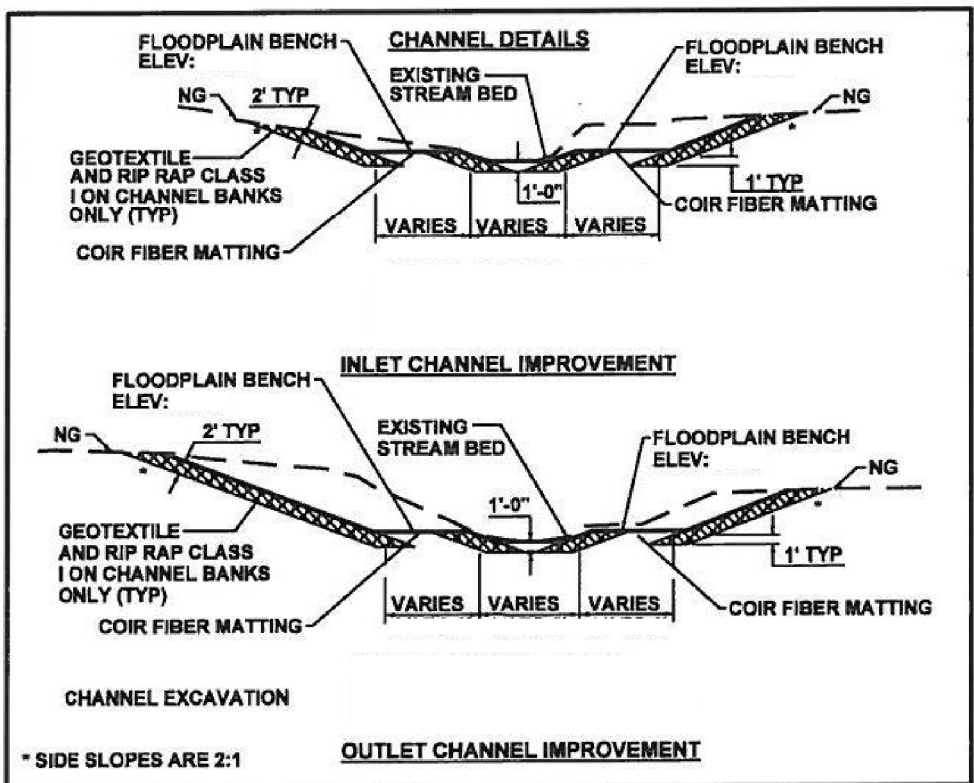 CHANNEL DETAILS
FLOODPLAIN BENCH
ELEV:
EXISTING
STREAM BED
FLOODPLAIN BENCH
ELEV:
NG
2' TYP
NG
*
*
GEOTEXTILE
AND RIP RAP CLASS
I ON CHANNEL BANKS
ONLY (TYP)
1'-0"
1' TYP
COIR FIBER MATTING
COIR FIBER MATTING
VARIES
VARIES
VARIES
INLET CHANNEL IMPROVEMENT
FLOODPLAIN BENCH
ELEV:
NG
2' TYP
EXISTING
STREAM BED
FLOODPLAIN BENCH
ELEV:
NG
*
*
1'-0"
GEOTEXTILE
AND RIP RAP CLASS
I ON CHANNEL BANKS
ONLY (TYP)
1' TYP
VARIES
VARIES
VARIES
COIR FIBER MATTING
COIR FIBER MATTING
CHANNEL EXCAVATION
* SIDE SLOPES ARE 2:1
OUTLET CHANNEL IMPROVEMENT